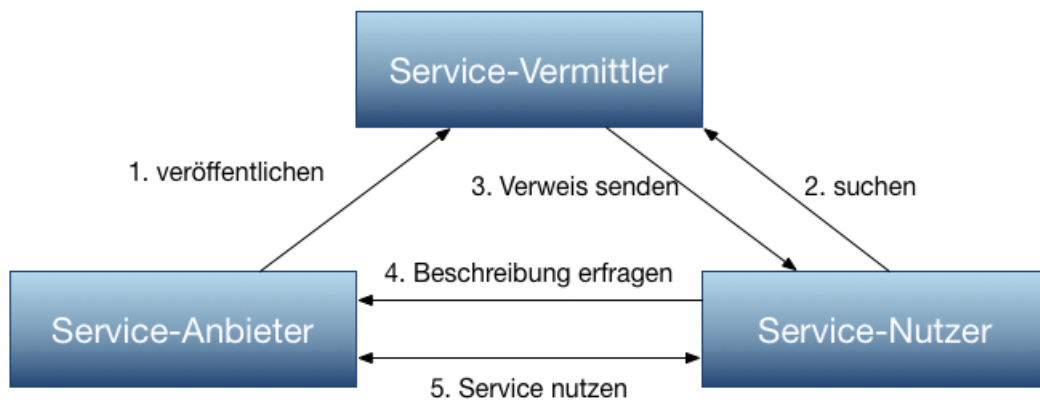 Service-Vermittler
1. veröffentlichen
3. Verweis senden
2. suchen
4. Beschreibung erfragen
Service-Anbieter
Service-Nutzer
5. Service nutzen